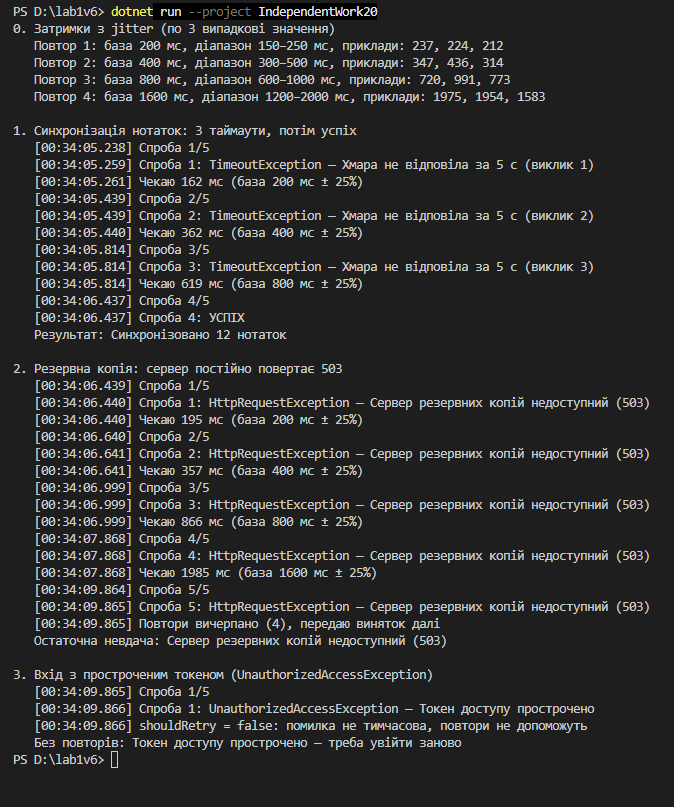 PS D:\lab1v6> dotnet run --project IndependentWork20
0. Затримки з jitter (по 3 випадкові значення)
Повтор 1: база 200 мс, діапазон 150–250 мс, приклади: 237, 224, 212
Повтор 2: база 400 мс, діапазон 300–500 мс, приклади: 347, 436, 314
Повтор 3: база 800 мс, діапазон 600–1000 мс, приклади: 720, 991, 773
Повтор 4: база 1600 мс, діапазон 1200–2000 мс, приклади: 1975, 1954, 1583
1. Синхронізація нотаток: 3 таймаути, потім успіх
[00:34:05.238] Спроба 1/5
[00:34:05.259] Спроба 1: TimeoutException — Хмара не відповіла за 5 с (виклик 1)
[00:34:05.261] Чекаю 162 мс (база 200 мс ± 25%)
[00:34:05.439] Спроба 2/5
[00:34:05.439] Спроба 2: TimeoutException — Хмара не відповіла за 5 с (виклик 2)
[00:34:05.440] Чекаю 362 мс (база 400 мс ± 25%)
[00:34:05.814] Спроба 3/5
[00:34:05.814] Спроба 3: TimeoutException — Хмара не відповіла за 5 с (виклик 3)
[00:34:05.814] Чекаю 619 мс (база 800 мс ± 25%)
[00:34:06.437] Спроба 4/5
[00:34:06.437] Спроба 4: УСПІХ
Результат: Синхронізовано 12 нотаток
2. Резервна копія: сервер постійно повертає 503
[00:34:06.439] Спроба 1/5
[00:34:06.440] Спроба 1: HttpRequestException — Сервер резервних копій недоступний (503)
[00:34:06.440] Чекаю 195 мс (база 200 мс ± 25%)
[00:34:06.640] Спроба 2/5
[00:34:06.641] Спроба 2: HttpRequestException — Сервер резервних копій недоступний (503)
[00:34:06.641] Чекаю 357 мс (база 400 мс ± 25%)
[00:34:06.999] Спроба 3/5
[00:34:06.999] Спроба 3: HttpRequestException — Сервер резервних копій недоступний (503)
[00:34:06.999] Чекаю 866 мс (база 800 мс ± 25%)
[00:34:07.868] Спроба 4/5
[00:34:07.868] Спроба 4: HttpRequestException — Сервер резервних копій недоступний (503)
[00:34:07.868] Чекаю 1985 мс (база 1600 мс ± 25%)
[00:34:09.864] Спроба 5/5
[00:34:09.865] Спроба 5: HttpRequestException — Сервер резервних копій недоступний (503)
[00:34:09.865] Повтори вичерпано (4), передаю виняток далі
Остаточна невдача: Сервер резервних копій недоступний (503)
3. Вхід з простроченим токеном (UnauthorizedAccessException)
[00:34:09.865] Спроба 1/5
[00:34:09.866] Спроба 1: UnauthorizedAccessException — Токен доступу прострочено
[00:34:09.866] shouldRetry = false: помилка не тимчасова, повтори не допоможуть
Без повторів: Токен доступу прострочено — треба увійти заново
PS D:\lab1v6>